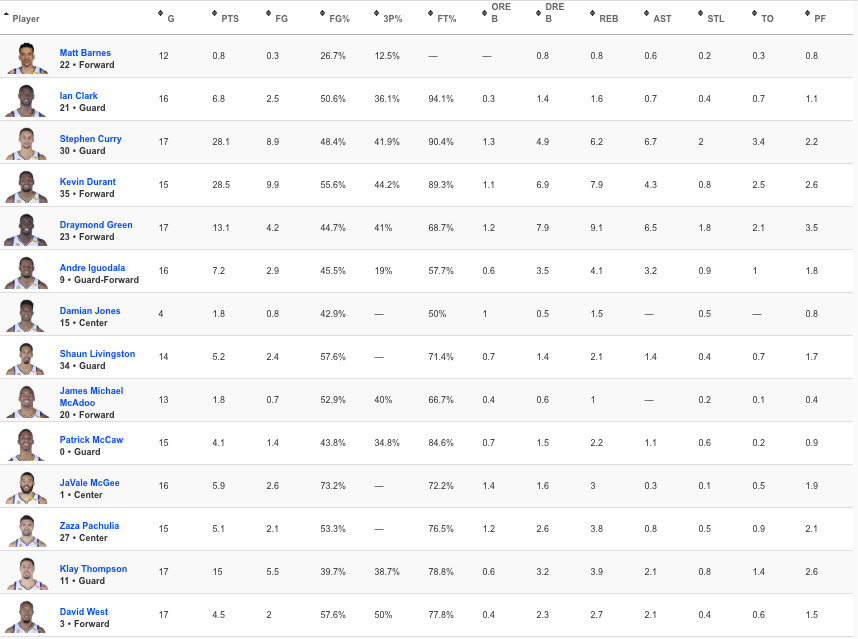 Player G PTS FG FG% 3P% FT% ORE B DRE B REB AST STL TO PF
Matt Barnes
22 • Forward 12 0.8 0.3 26.7% 12.5% — — 0.8 0.8 0.6 0.2 0.3 0.8
Ian Clark
21 • Guard 16 6.8 2.5 50.6% 36.1% 94.1% 0.3 1.4 1.6 0.7 0.4 0.7 1.1
Stephen Curry
30 • Guard 17 28.1 8.9 48.4% 41.9% 90.4% 1.3 4.9 6.2 6.7 2 3.4 2.2
Kevin Durant
35 • Forward 15 28.5 9.9 55.6% 44.2% 89.3% 1.1 6.9 7.9 4.3 0.8 2.5 2.6
Draymond Green
23 • Forward 17 13.1 4.2 44.7% 41% 68.7% 1.2 7.9 9.1 6.5 1.8 2.1 3.5
Andre Iguodala
9 • Guard-Forward 16 7.2 2.9 45.5% 19% 57.7% 0.6 3.5 4.1 3.2 0.9 1 1.8
Damian Jones
15 • Center 4 1.8 0.8 42.9% — 50% 1 0.5 1.5 — 0.5 — 0.8
Shaun Livingston
34 • Guard 14 5.2 2.4 57.6% — 71.4% 0.7 1.4 2.1 1.4 0.4 0.7 1.7
James Michael
McAdoo
20 • Forward 13 1.8 0.7 52.9% 40% 66.7% 0.4 0.6 1 — 0.2 0.1 0.4
Patrick McCaw
0 • Guard 15 4.1 1.4 43.8% 34.8% 84.6% 0.7 1.5 2.2 1.1 0.6 0.2 0.9
JaVale McGee
1 • Center 16 5.9 2.6 73.2% — 72.2% 1.4 1.6 3 0.3 0.1 0.5 1.9
Zaza Pachulia
27 • Center 15 5.1 2.1 53.3% — 76.5% 1.2 2.6 3.8 0.8 0.5 0.9 2.1
Klay Thompson
11 • Guard 17 15 5.5 39.7% 38.7% 78.8% 0.6 3.2 3.9 2.1 0.8 1.4 2.6
David West
3 • Forward 17 4.5 2 57.6% 50% 77.8% 0.4 2.3 2.7 2.1 0.4 0.6 1.5